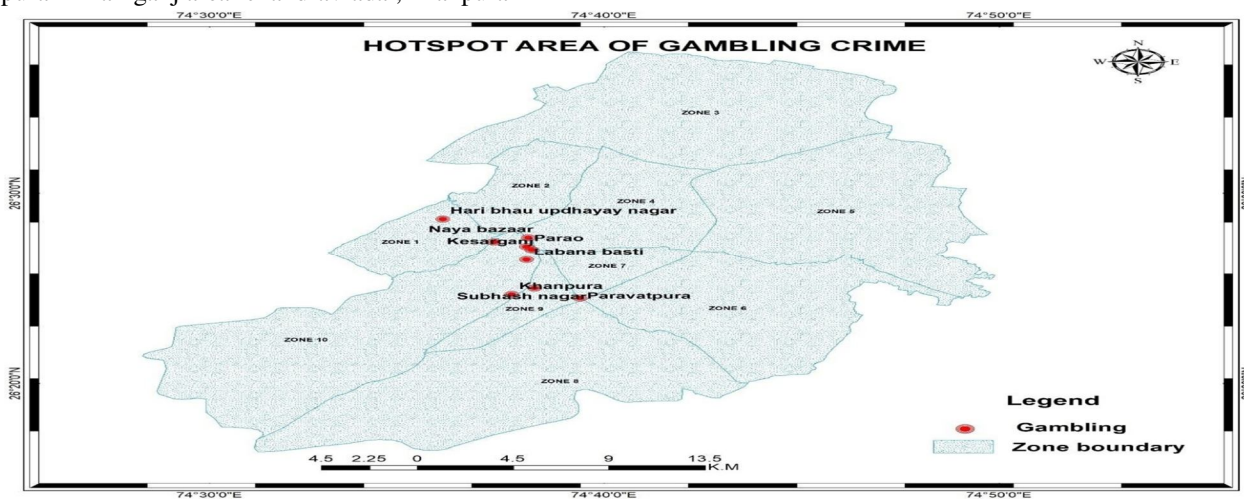 74°30'0"E 74°40'0"E 74°50'0"E
HOTSPOT AREA OF GAMBLING CRIME
N
W E
S
ZONE 3
ZONE 2
26°30'0"N
ZONE 4
Hari bhau updhayay nagar
ZONE 5
Naya bazaar
Parao
ZONE 1
Kesarganj
Labana basti
ZONE 7
Khanpura
Subhash nagar
Paravatpura
ZONE 9
ZONE 6
ZONE 10
26°20'0"N
ZONE 8
Legend
Gambling
Zone boundary
4.5 2.25 0 4.5 9 13.5
K.M
74°30'0"E 74°40'0"E 74°50'0"E